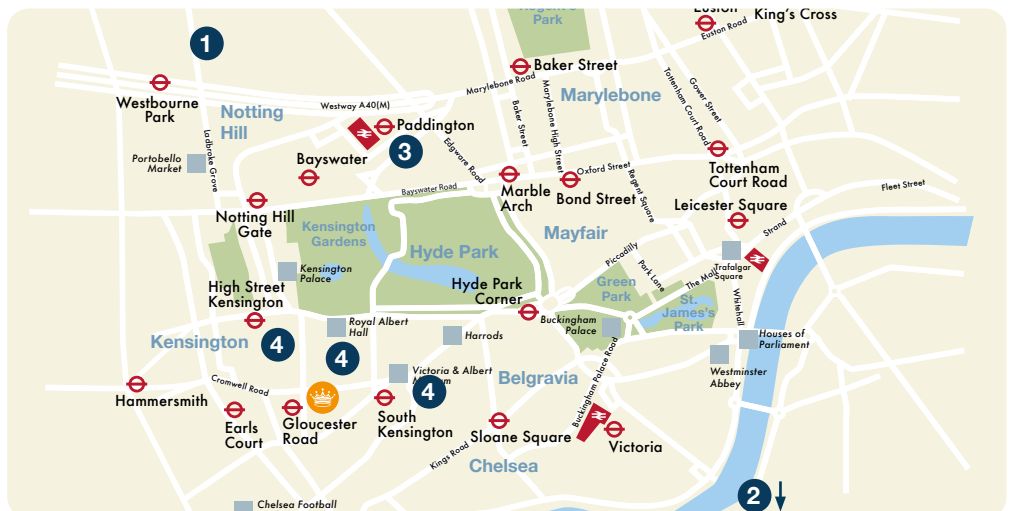 Regent's
Park
Euston
King's Cross
Euston Road
1
Baker Street
Marylebone Road
Marylebone
Westbourne
Park
Notting
Hill
Westway A40(M)
Paddington
3
Baker Street
Marylebone High Street
Tottenham Court Road
Gower Street
Ladbroke Grove
Portobello
Market
Bayswater
Edgware Road
Oxford Street
Tottenham
Court Road
Bayswater Road
Marble
Arch
Bond Street
Regent Square
Fleet Street
Leicester Square
Notting Hill
Gate
Kensington
Gardens
Hyde Park
Mayfair
Piccadilly
Strand
Kensington
Palace
Park Lane
Trafalgar
Square
The Mall
High Street
Kensington
Hyde Park
Corner
Green
Park
St.
James's
Park
Whitehall
Royal Albert
Hall
Harrods
Buckingham
Palace
Houses of
Parliament
Kensington
4
4
Victoria & Albert
4
Westminster
Abbey
Belgravia
Buckingham Palace Road
Hammersmith
Cromwell Road
Earls
Court
Gloucester
Road
South
Kensington
Sloane Square
Victoria
Kings Road
Chelsea
2
Chelsea Football